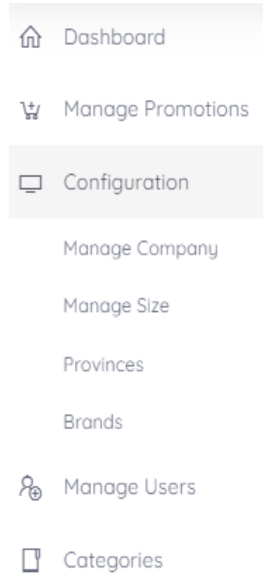 Dashboard
Manage Promotions
Configuration
Manage Company
Manage Size
Provinces
Brands
Manage Users
Categories